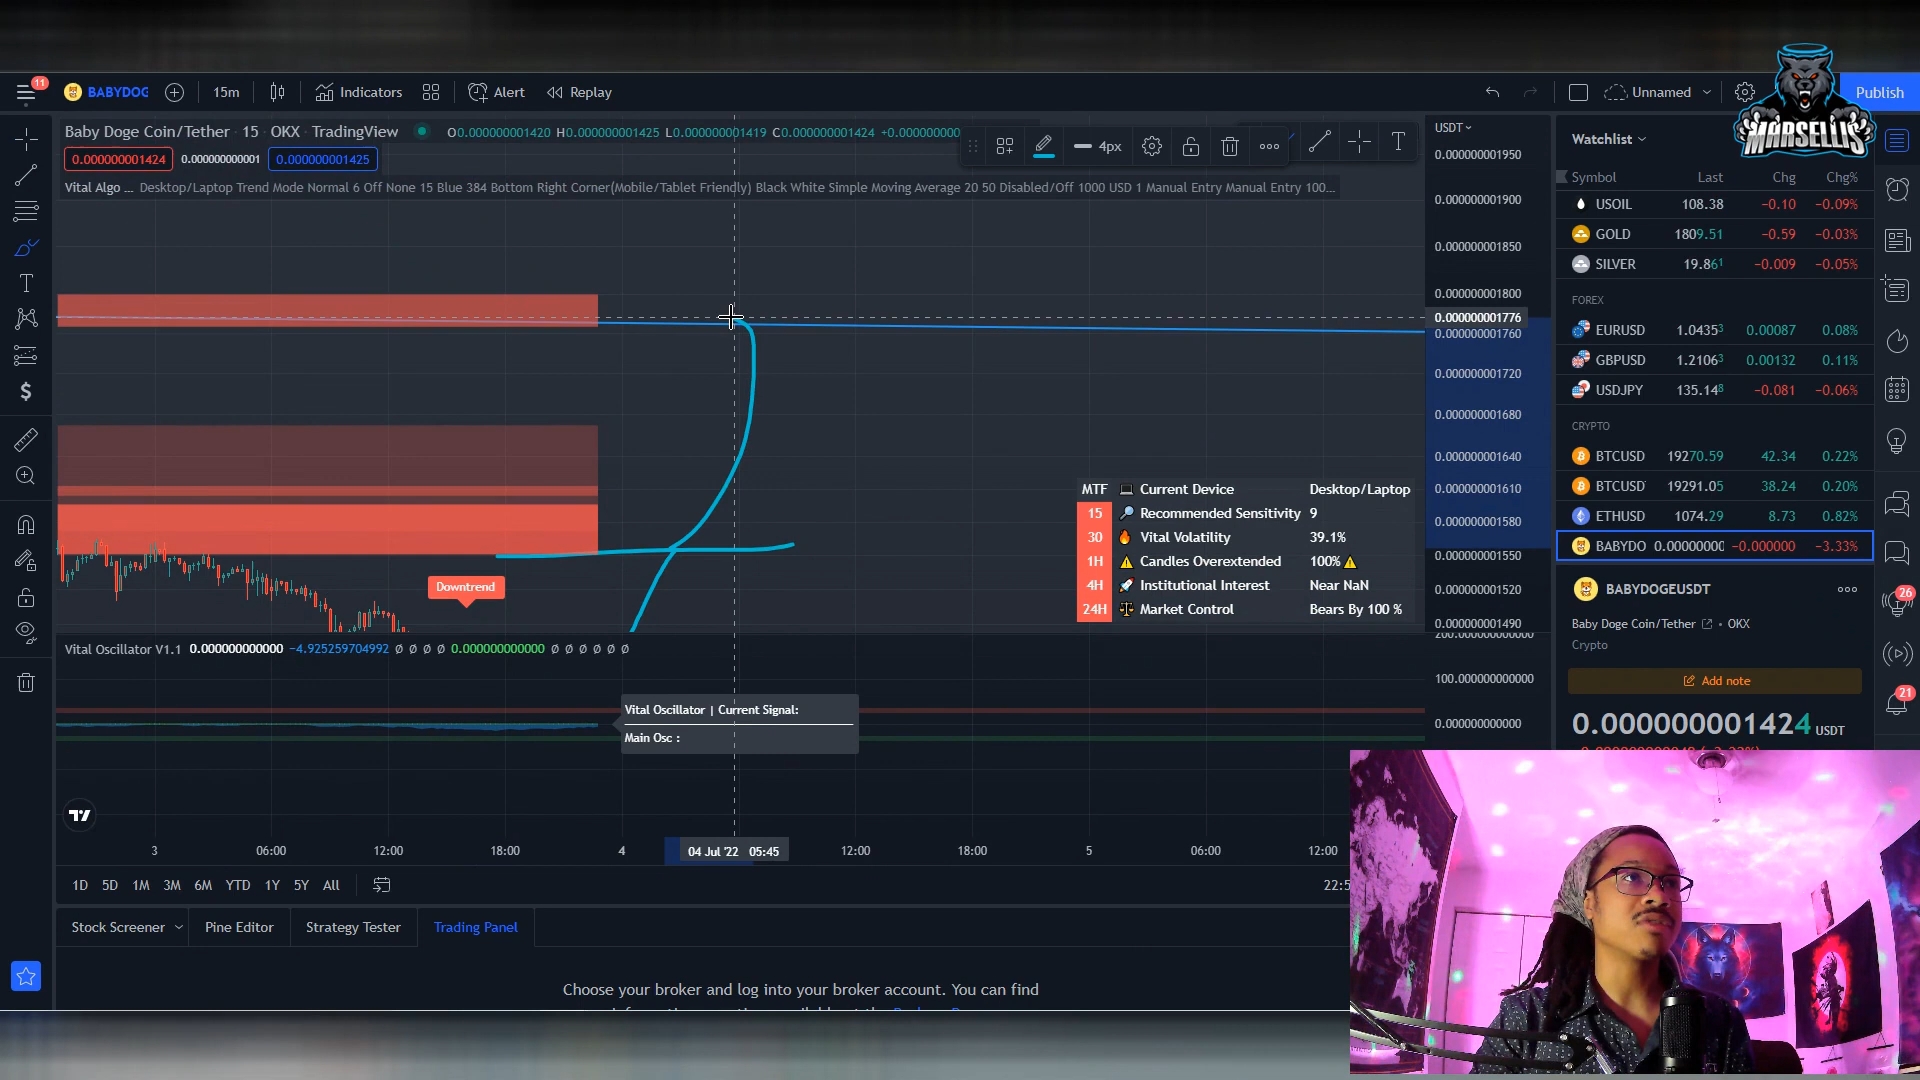 11
BABYDOG
15m
Indicators
Alert
Replay
Unnamed
Publish
MARSELLIS
Baby Doge Coin/Tether · 15 · OKX · TradingView
O0.000000001420 H0.000000001425 L0.000000001419 C0.000000001424 +0.00000000
4px
T
USDT
0.000000001424
0.000000000001
0.000000001425
Vital Algo ... Desktop/Laptop Trend Mode Normal 6 Off None 15 Blue 384 Bottom Right Corner(Mobile/Tablet Friendly) Black White Simple Moving Average 20 50 Disabled/Off 1000 USD 1 Manual Entry Manual Entry 100...
0.000000001950
0.000000001900
0.000000001850
0.000000001800
0.000000001776
0.000000001760
0.000000001720
0.000000001680
0.000000001640
0.000000001610
0.000000001580
0.000000001550
0.000000001520
0.000000001490
Downtrend
MTF Current Device Desktop/Laptop
15 Recommended Sensitivity 9
30 Vital Volatility 39.1%
1H Candles Overextended 100%
4H Institutional Interest Near NaN
24H Market Control Bears By 100 %
Vital Oscillator V1.1 0.000000000000 −4.925259704992 ∅ ∅ ∅ ∅ 0.000000000000 ∅ ∅ ∅ ∅ ∅ ∅
200.000000000000
100.000000000000
0.000000000000
Vital Oscillator | Current Signal:
Main Osc :
3
06:00
12:00
18:00
4
04 Jul '22 05:45
12:00
18:00
5
06:00
12:00
1D 5D 1M 3M 6M YTD 1Y 5Y All
22:5
Stock Screener
Pine Editor
Strategy Tester
Trading Panel
Choose your broker and log into your broker account. You can find
Watchlist
Symbol Last Chg Chg%
USOIL 108.38 −0.10 −0.09%
GOLD 1809.51 −0.59 −0.03%
SILVER 19.861 −0.009 −0.05%
FOREX
EURUSD 1.04353 0.00087 0.08%
GBPUSD 1.21063 0.00132 0.11%
USDJPY 135.148 −0.081 −0.06%
CRYPTO
BTCUSD 19270.59 42.34 0.22%
BTCUSD 19291.05 38.24 0.20%
ETHUSD 1074.29 8.73 0.82%
BABYDO 0.00000000 −0.000000 −3.33%
BABYDOGEUSDT
Baby Doge Coin/Tether • OKX
Crypto
Add note
0.000000001424 USDT
26
21